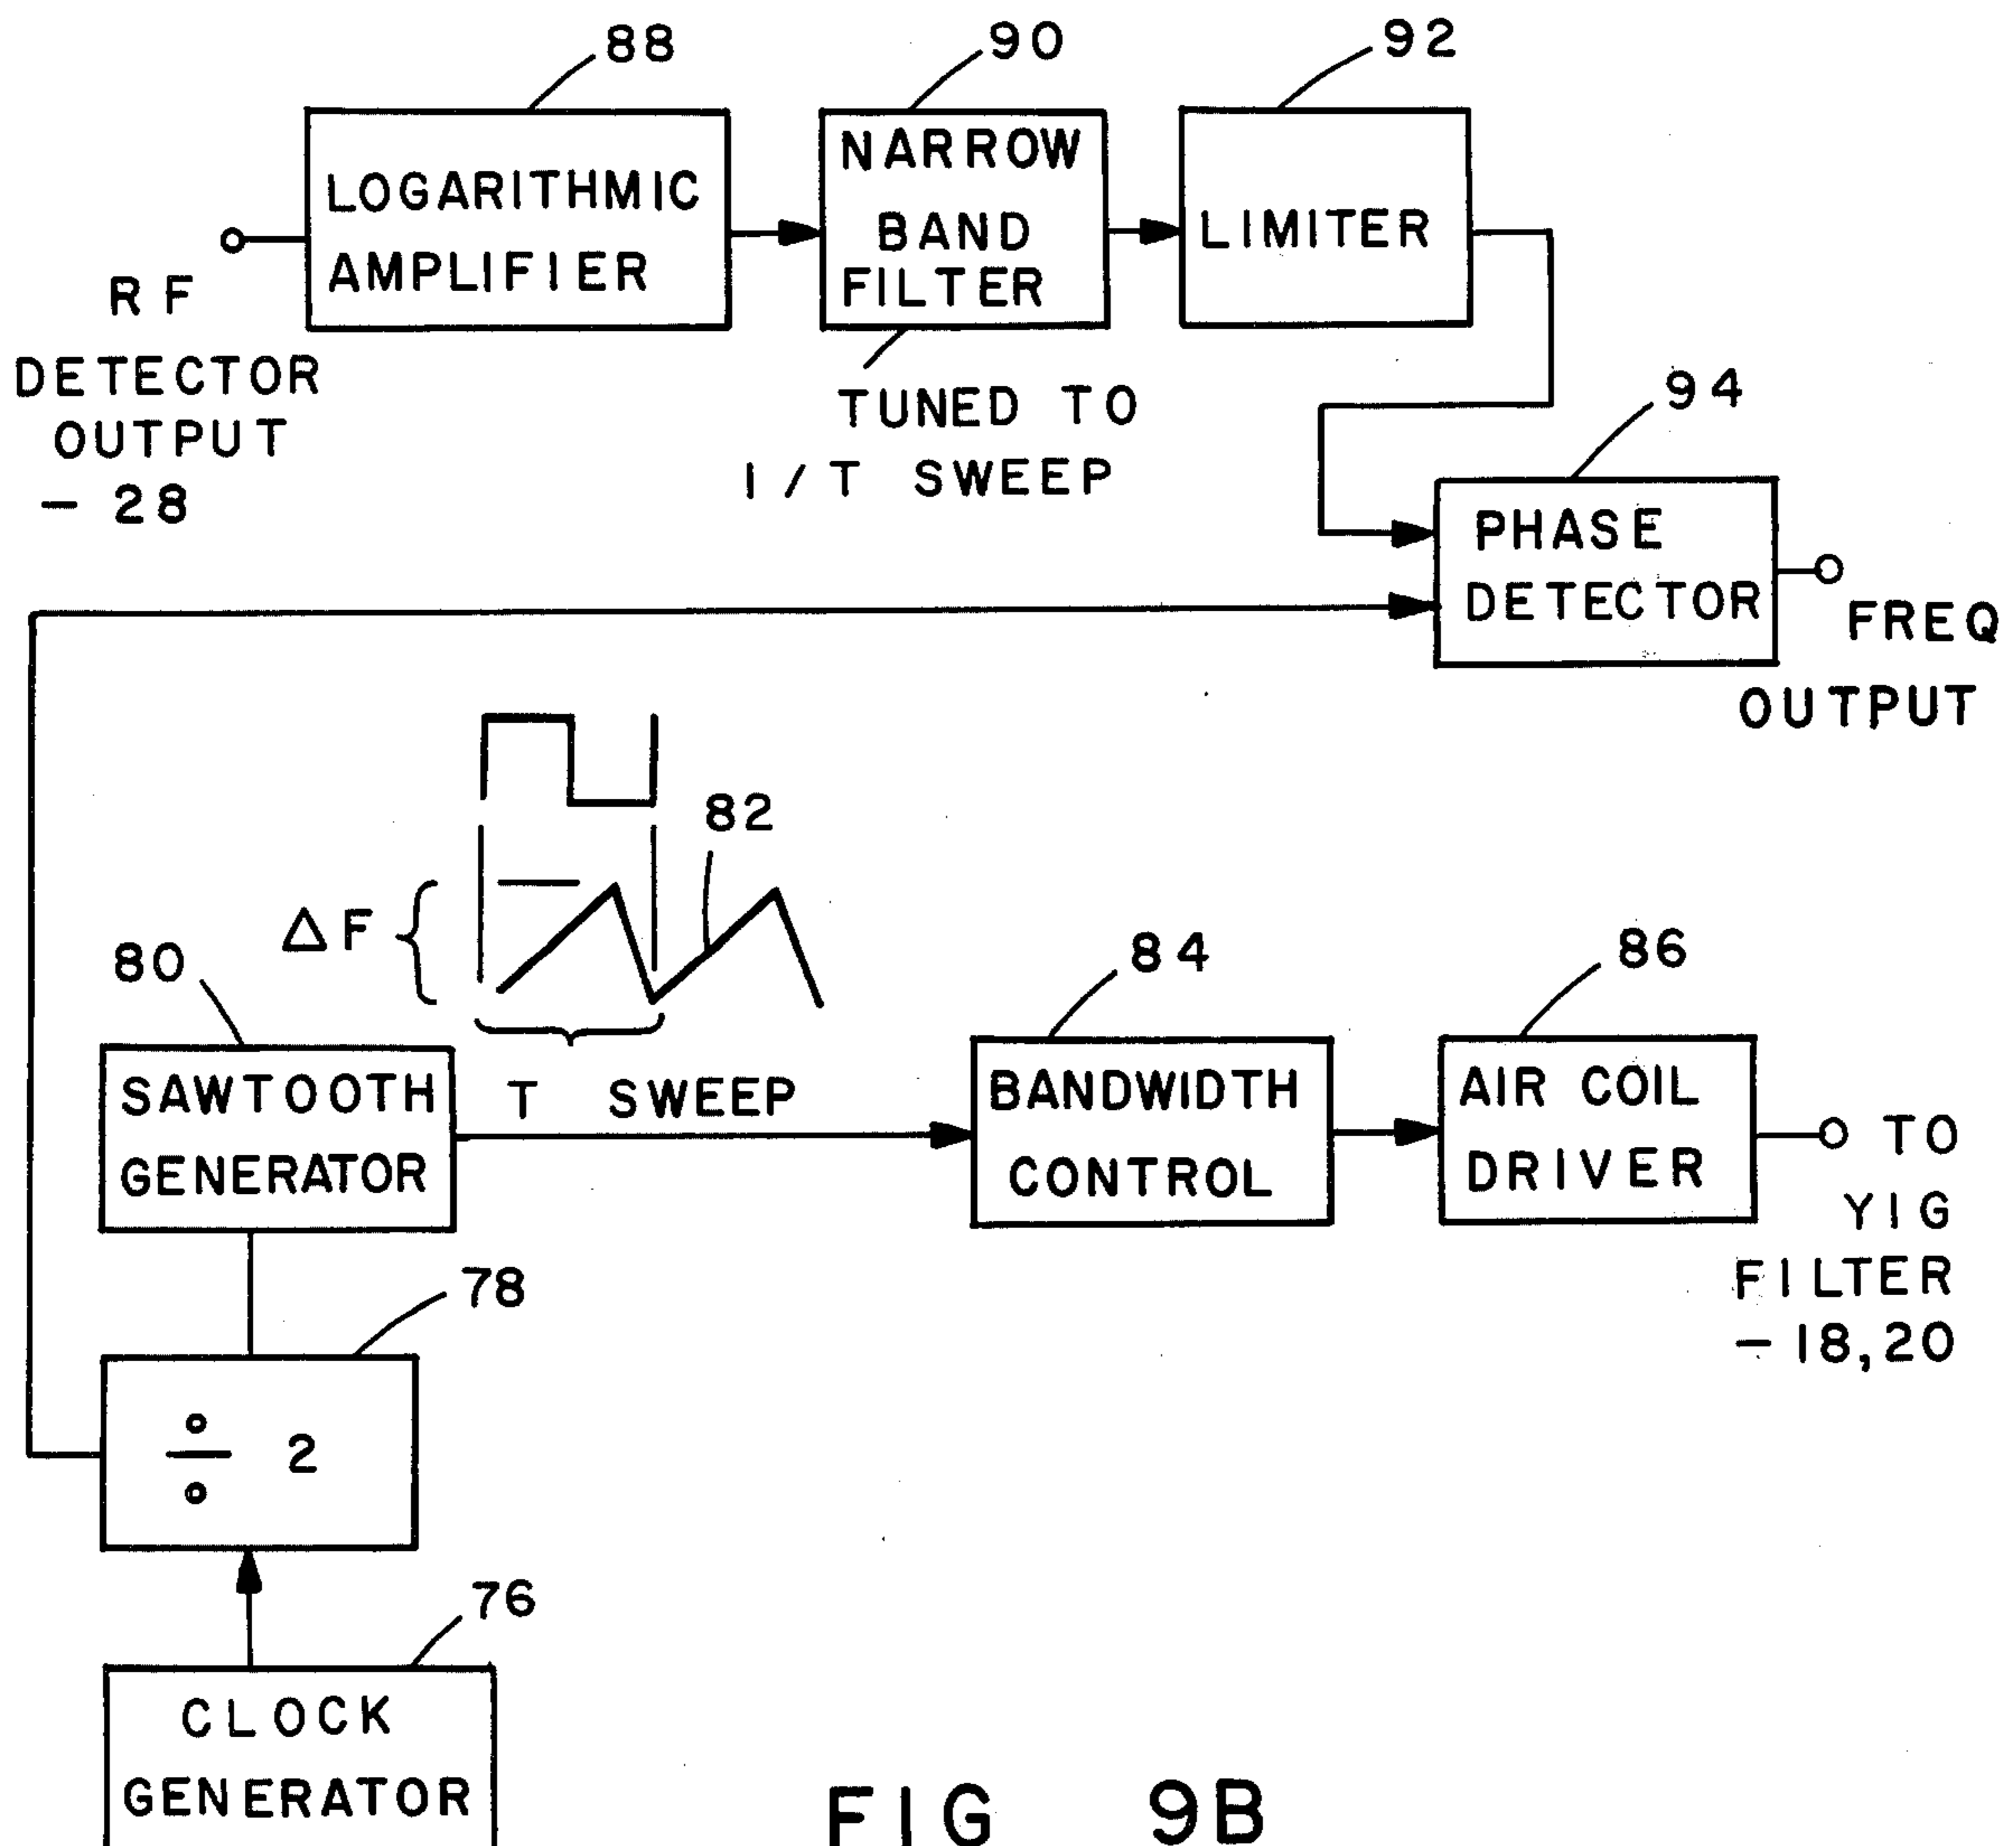 88
90
92
LOGARITHMIC
AMPLIFIER
NARROW
BAND
FILTER
LIMITER
RF
DETECTOR
OUTPUT
- 28
TUNED TO
1/T SWEEP
94
PHASE
DETECTOR
FREQ
OUTPUT
82
ΔF
80
84
86
SAWTOOTH
GENERATOR
T SWEEP
BANDWIDTH
CONTROL
AIR COIL
DRIVER
TO
YIG
FILTER
-18,20
78
÷ 2
76
CLOCK
GENERATOR
FIG 9B